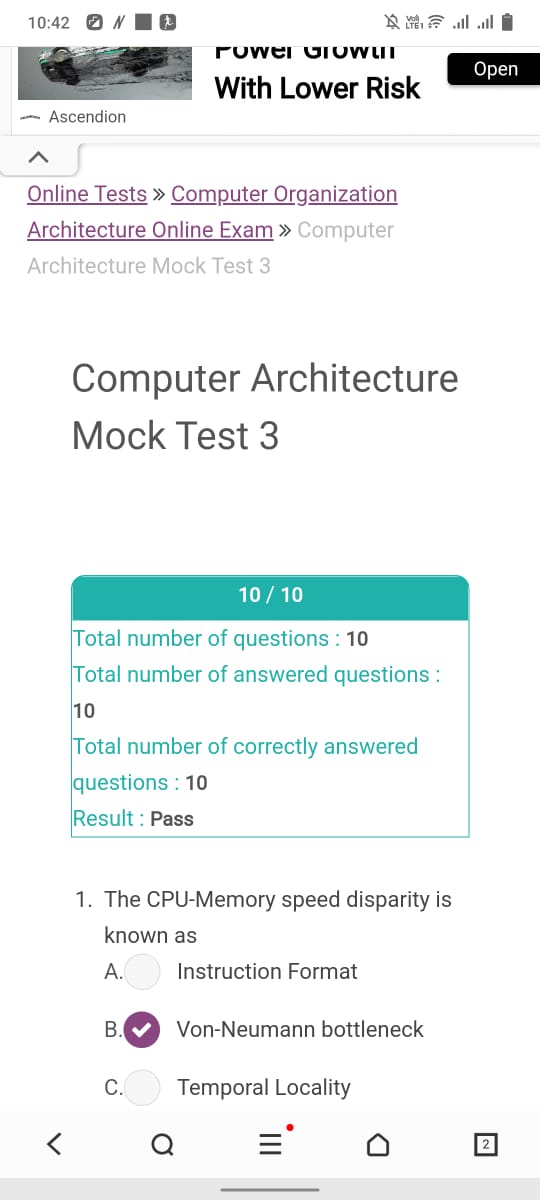 10:42
Power Growth
With Lower Risk
Open
Ascendion
Online Tests » Computer Organization
Architecture Online Exam » Computer
Architecture Mock Test 3
Computer Architecture
Mock Test 3
10 / 10
Total number of questions : 10
Total number of answered questions :
10
Total number of correctly answered
questions : 10
Result : Pass
1. The CPU-Memory speed disparity is
known as
A. Instruction Format
B. Von-Neumann bottleneck
C. Temporal Locality
2